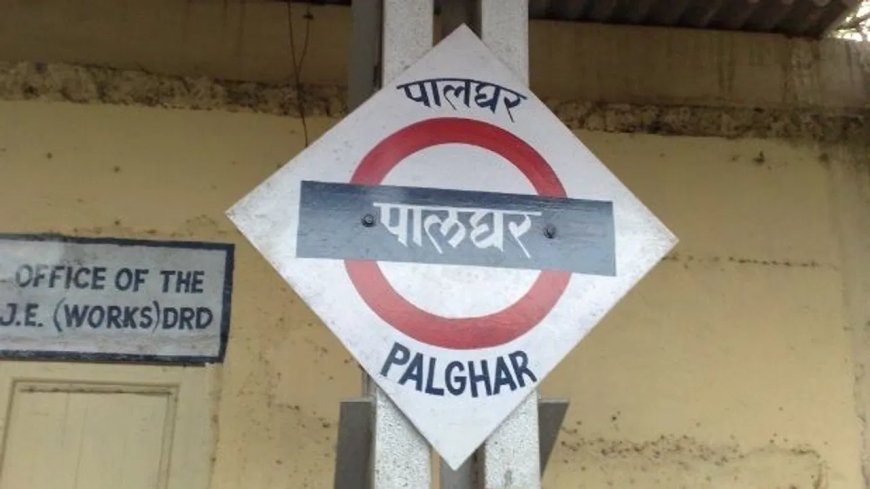 पालघर
पालघर
PALGHAR
OFFICE OF THE
J.E. (WORKS) DRD